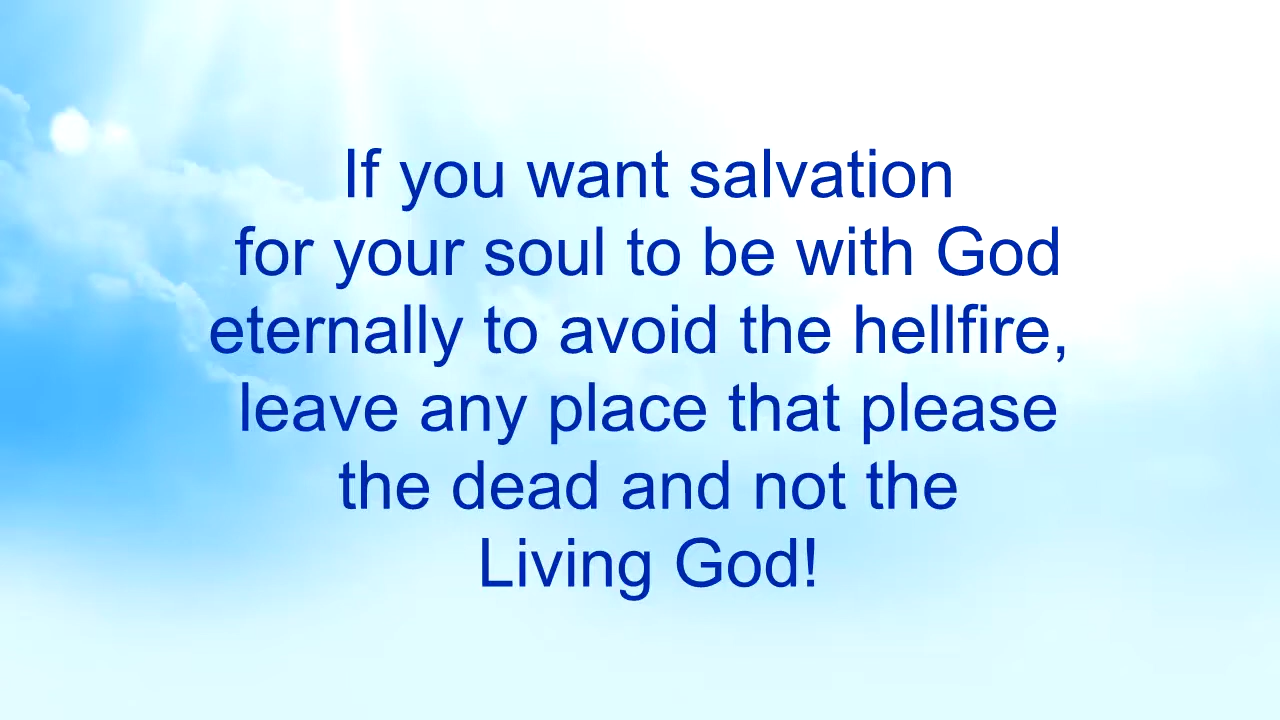 If you want salvation
for your soul to be with God
eternally to avoid the hellfire,
leave any place that please
the dead and not the
Living God!